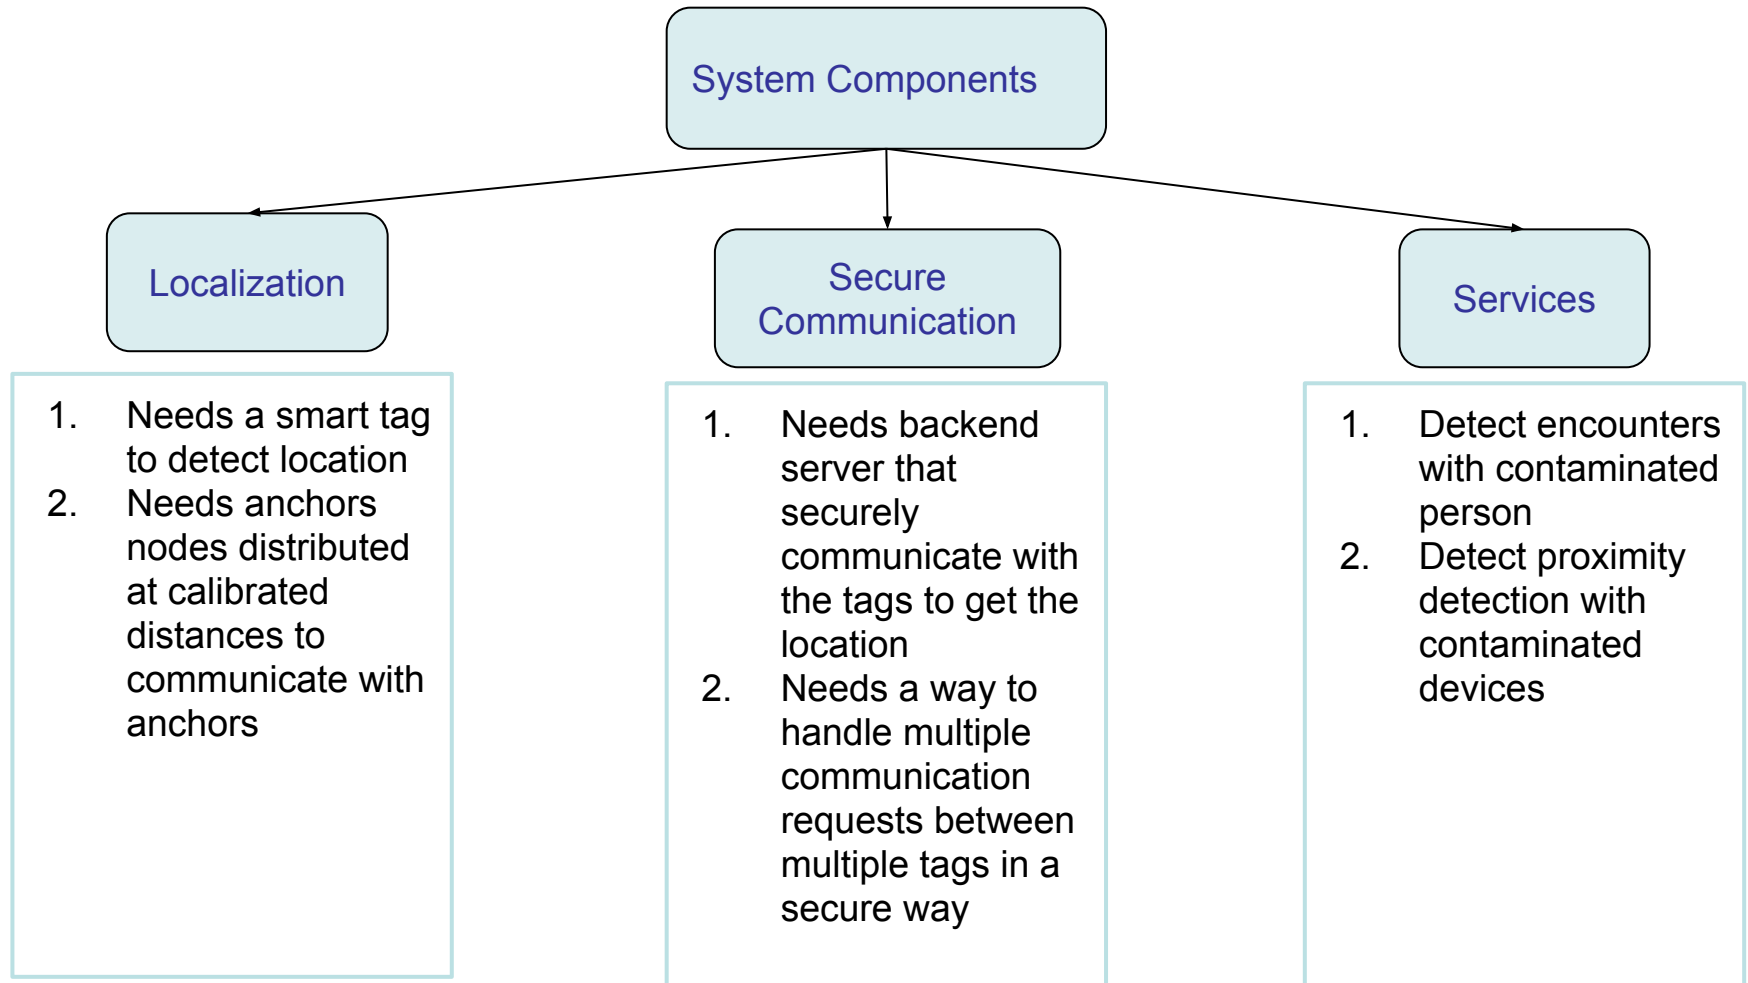 System Components
Localization
Secure
Communication
Services
1. Needs a smart tag
to detect location
2. Needs anchors
nodes distributed
at calibrated
distances to
communicate with
anchors
1. Needs backend
server that
securely
communicate with
the tags to get the
location
2. Needs a way to
handle multiple
communication
requests between
multiple tags in a
secure way
1. Detect encounters
with contaminated
person
2. Detect proximity
detection with
contaminated
devices